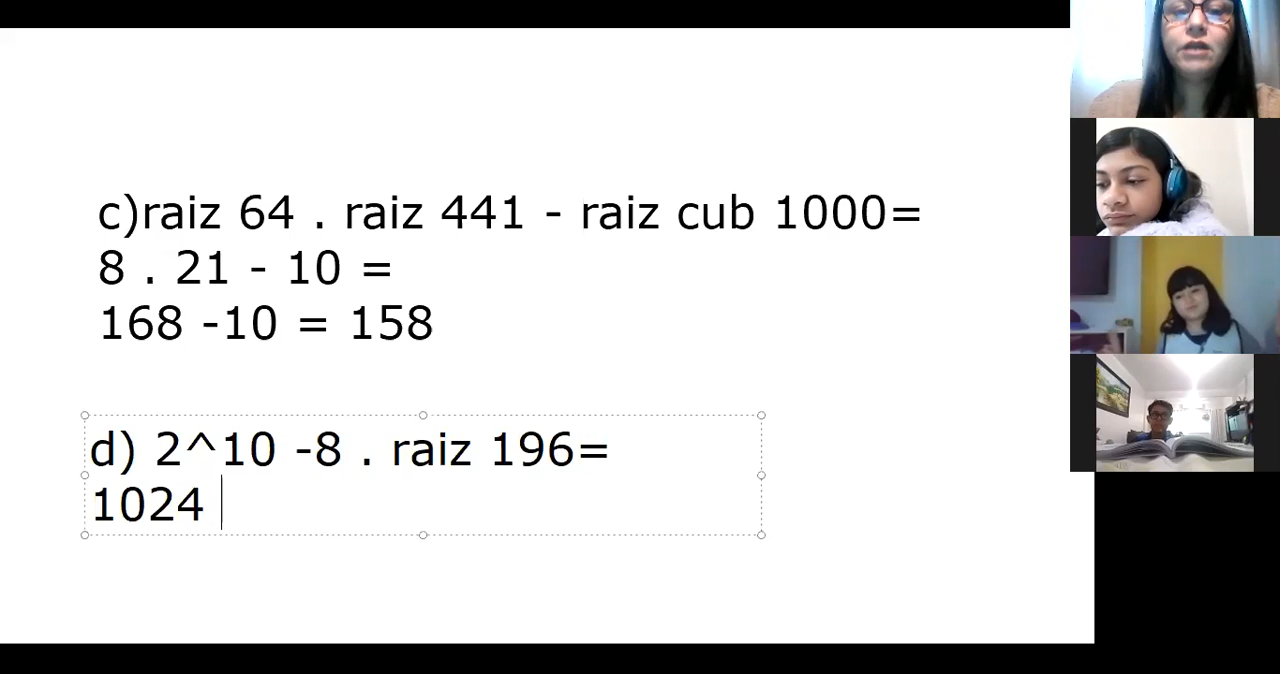 c)raiz 64 . raiz 441 - raiz cub 1000=
8 . 21 - 10 =
168 -10 = 158
d) 2^10 -8 . raiz 196=
1024